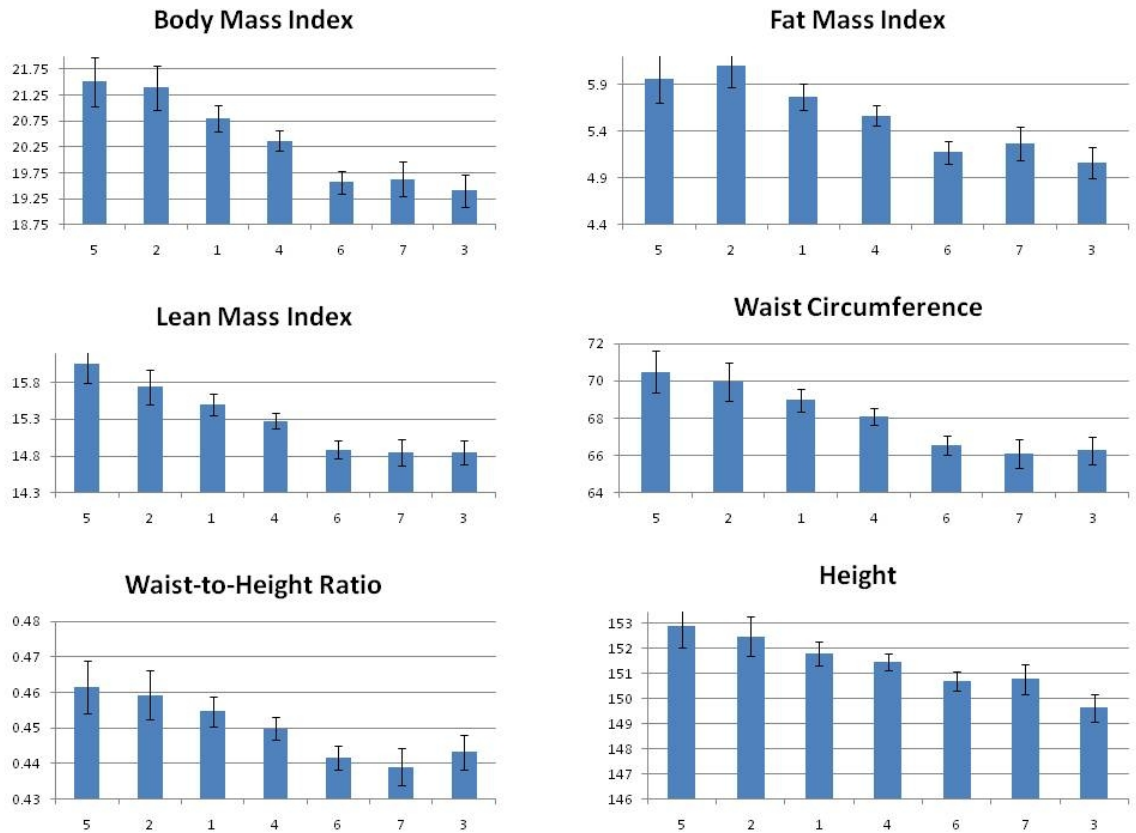 Body Mass Index
21.75
21.25
20.75
20.25
19.75
19.25
18.75
5 2 1 4 6 7 3
Fat Mass Index
5.9
5.4
4.9
4.4
5 2 1 4 6 7 3
Lean Mass Index
15.8
15.3
14.8
14.3
5 2 1 4 6 7 3
Waist Circumference
72
70
68
66
64
5 2 1 4 6 7 3
Waist-to-Height Ratio
0.48
0.47
0.46
0.45
0.44
0.43
5 2 1 4 6 7 3
Height
153
152
151
150
149
148
147
146
5 2 1 4 6 7 3